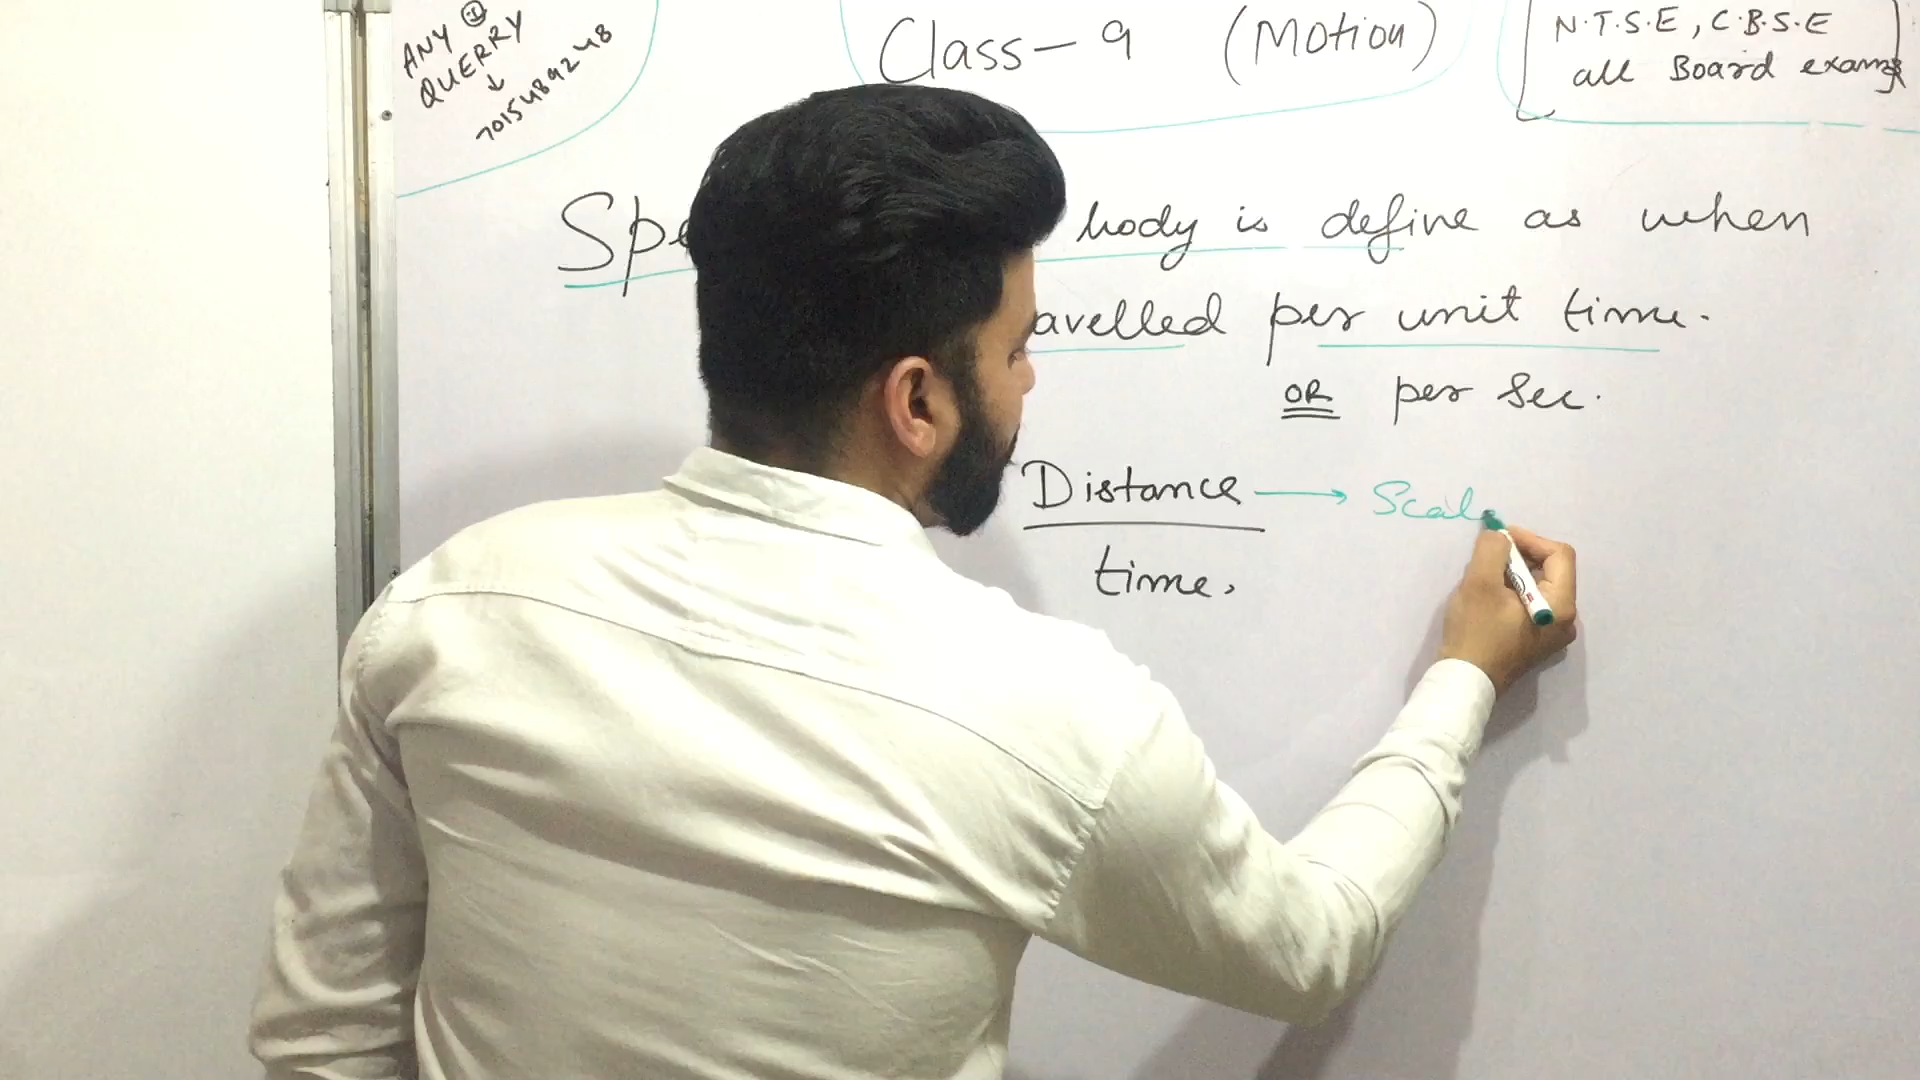 ANY
QUERRY
↓
7015489248
Class - 9 (Motion)
N.T.S.E, C.B.S.E
all Board exams
Spe body is define as when
avelled per unit time.
OR per Sec.
Distance → Scal
time.